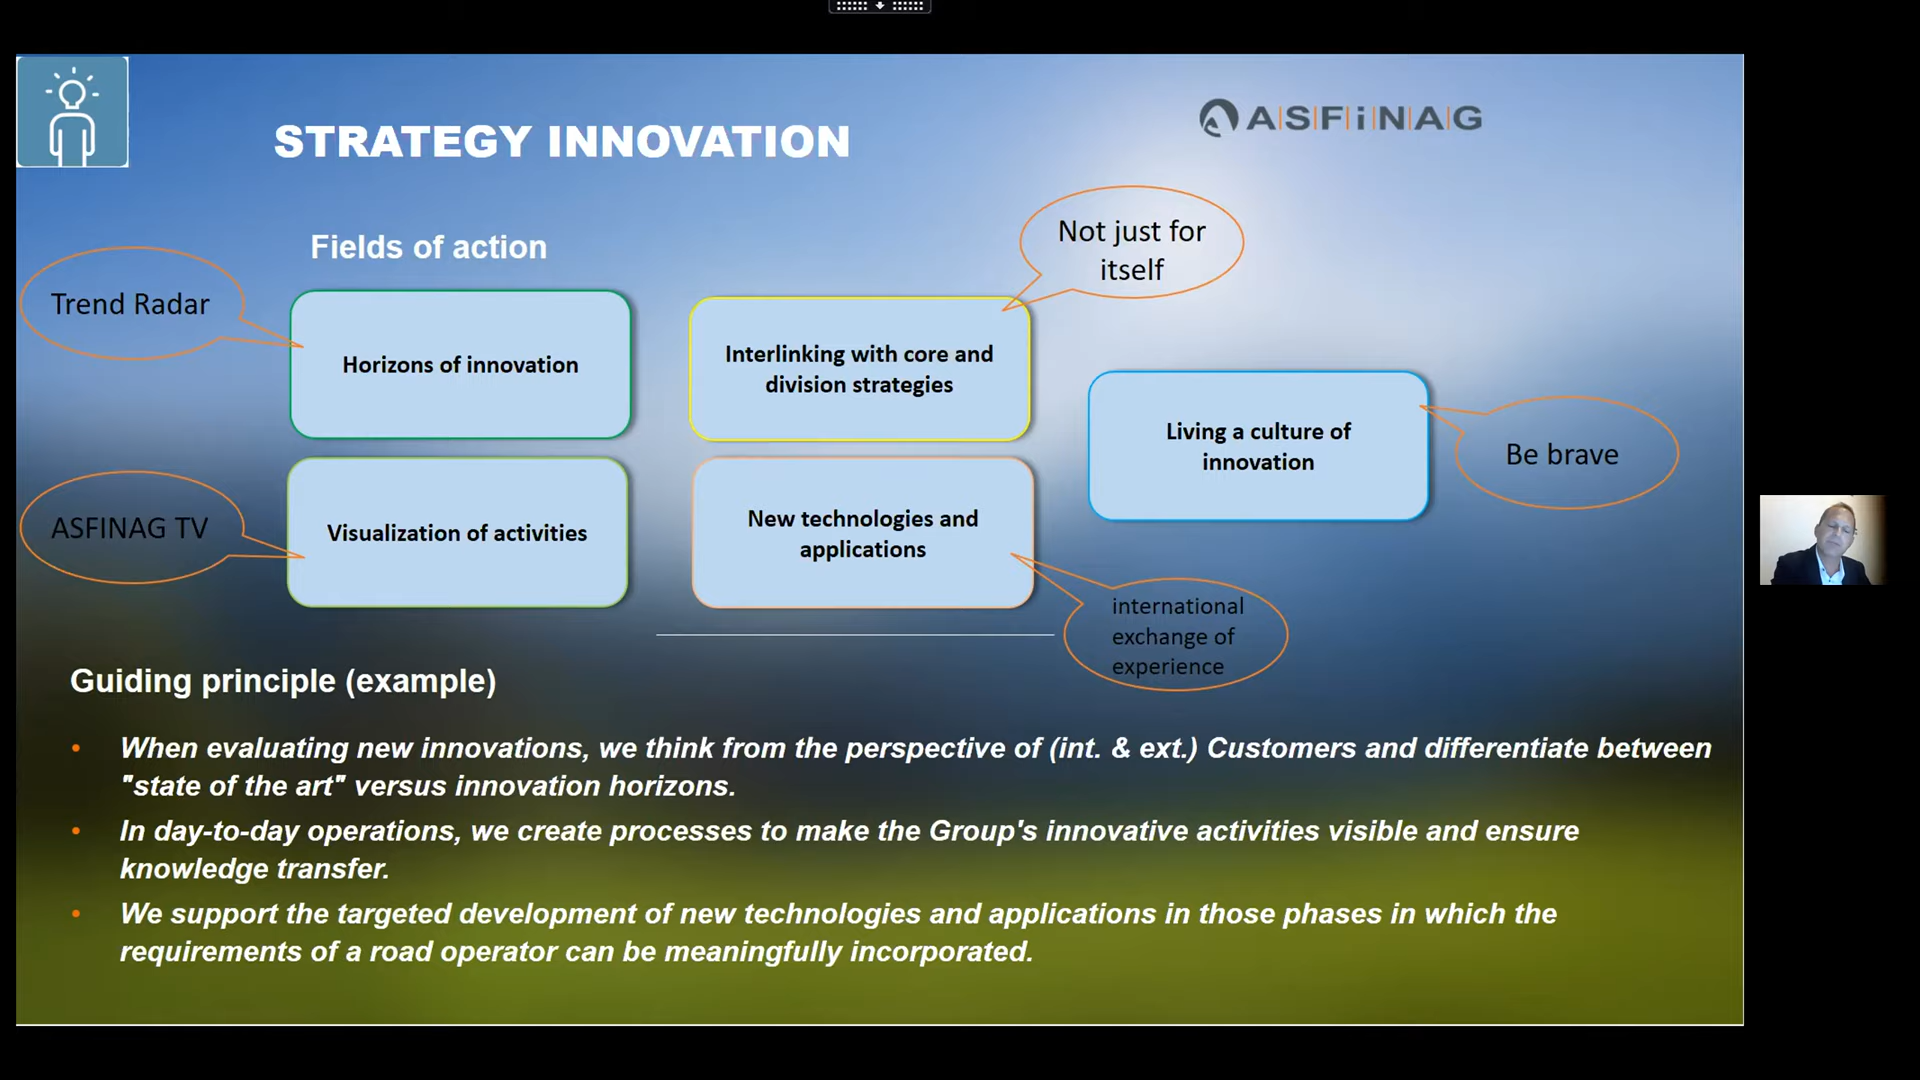 STRATEGY INNOVATION
ASFiNAG
Fields of action
Not just for
itself
Trend Radar
Horizons of innovation
Interlinking with core and
division strategies
Living a culture of
innovation
Be brave
ASFINAG TV
Visualization of activities
New technologies and
applications
international
exchange of
experience
Guiding principle (example)
• When evaluating new innovations, we think from the perspective of (int. & ext.) Customers and differentiate between
"state of the art" versus innovation horizons.
• In day-to-day operations, we create processes to make the Group's innovative activities visible and ensure
knowledge transfer.
• We support the targeted development of new technologies and applications in those phases in which the
requirements of a road operator can be meaningfully incorporated.